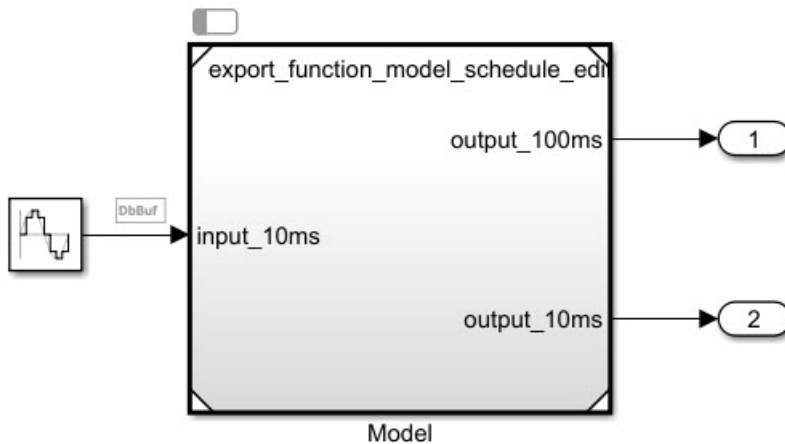 export_function_model_schedule_edi
output_100ms
1
DbBuf
input_10ms
output_10ms
2
Model